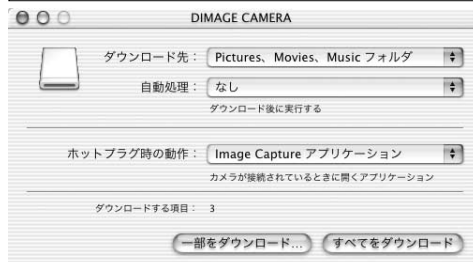 DIMAGE CAMERA
ダウンロード先： Pictures、Movies、Music フォルダ
自動処理： なし
ダウンロード後に実行する
ホットプラグ時の動作： Image Capture アプリケーション
カメラが接続されているときに開くアプリケーション
ダウンロードする項目： 3
一部をダウンロード... すべてをダウンロード